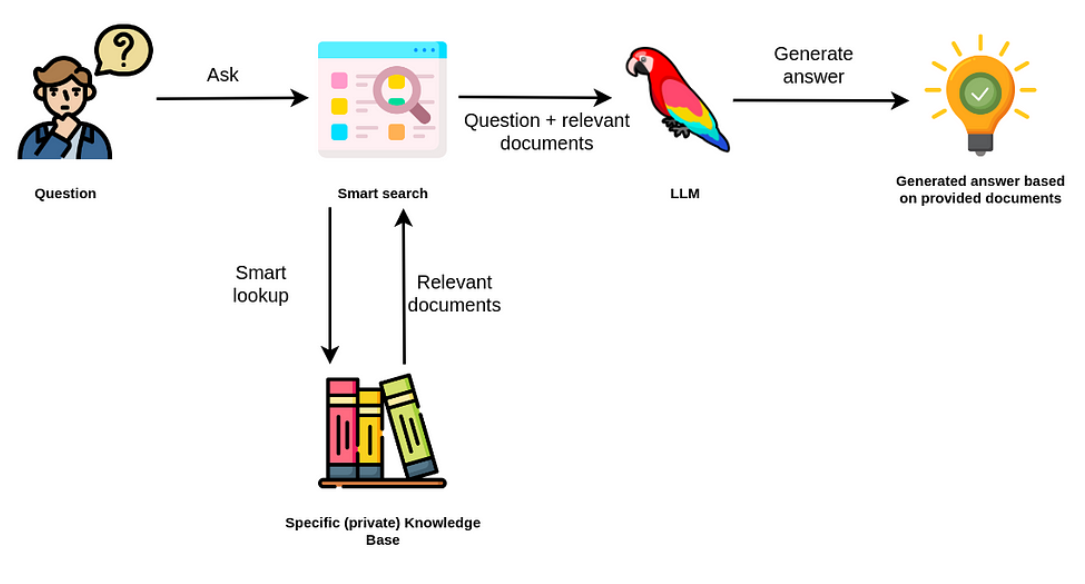 ?
Ask
Question + relevant
documents
Generate
answer
Question
Smart search
LLM
Generated answer based
on provided documents
Smart
lookup
Relevant
documents
Specific (private) Knowledge
Base